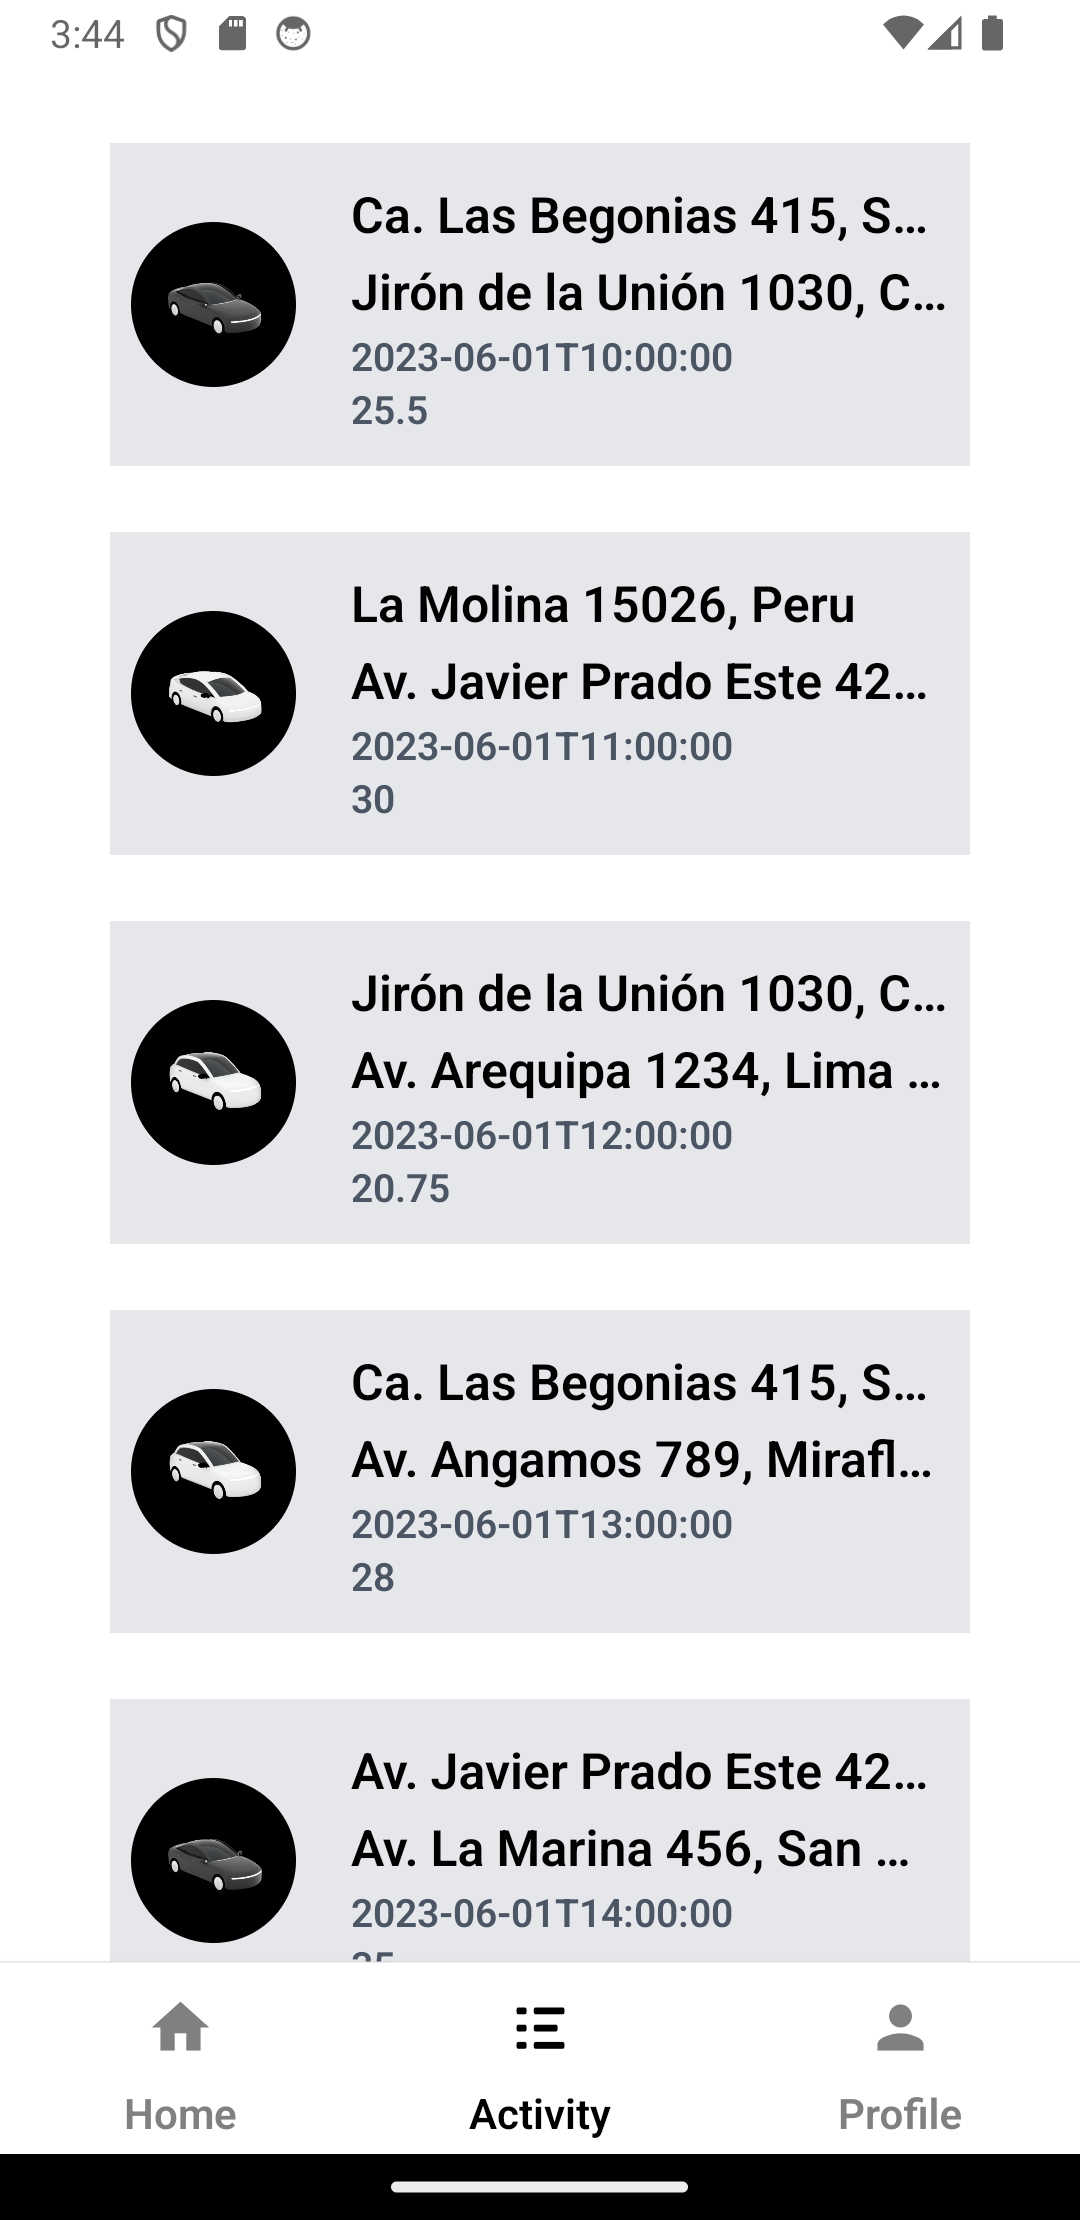 3:44
Ca. Las Begonias 415, S...
Jirón de la Unión 1030, C...
2023-06-01T10:00:00
25.5
La Molina 15026, Peru
Av. Javier Prado Este 42...
2023-06-01T11:00:00
30
Jirón de la Unión 1030, C...
Av. Arequipa 1234, Lima ...
2023-06-01T12:00:00
20.75
Ca. Las Begonias 415, S...
Av. Angamos 789, Mirafl...
2023-06-01T13:00:00
28
Av. Javier Prado Este 42...
Av. La Marina 456, San ...
2023-06-01T14:00:00
Home
Activity
Profile